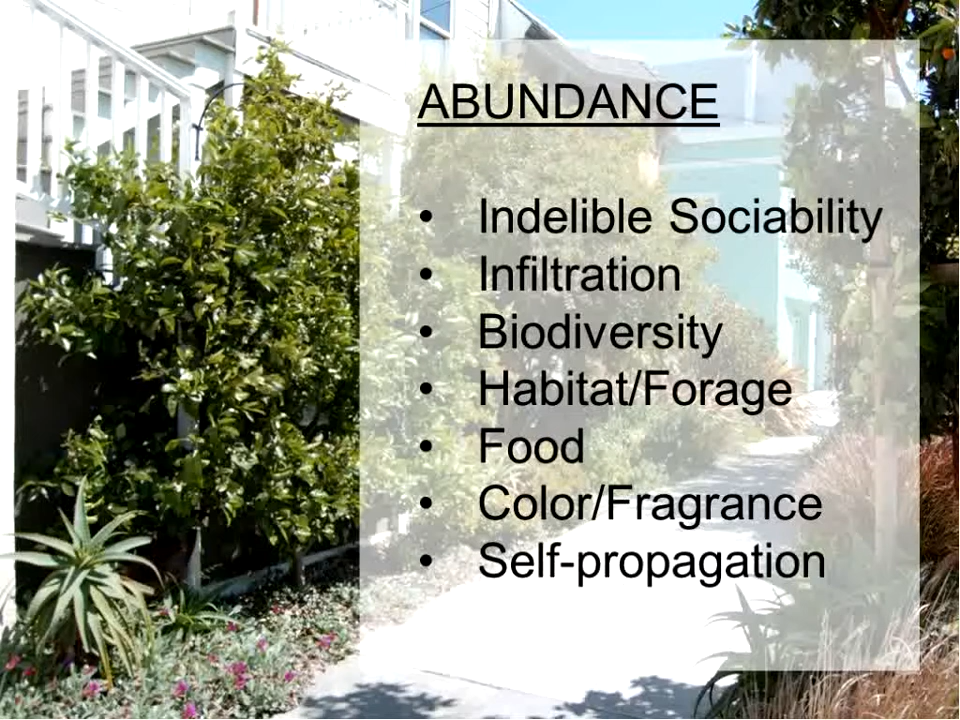 ABUNDANCE
• Indelible Sociability
• Infiltration
• Biodiversity
• Habitat/Forage
• Food
• Color/Fragrance
• Self-propagation